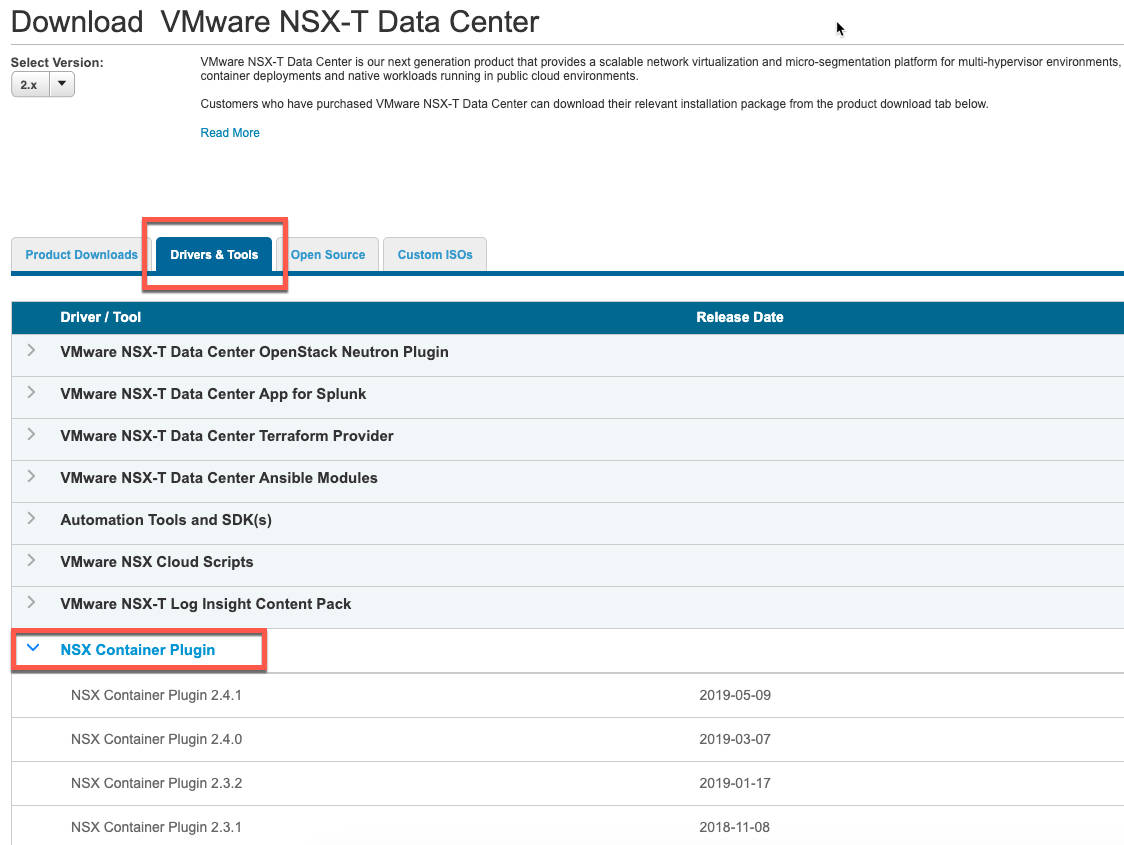 Download VMware NSX-T Data Center
Select Version:
2.x
VMware NSX-T Data Center is our next generation product that provides a scalable network virtualization and micro-segmentation platform for multi-hypervisor environments,
container deployments and native workloads running in public cloud environments.
Customers who have purchased VMware NSX-T Data Center can download their relevant installation package from the product download tab below.
Read More
Product Downloads
Drivers & Tools
Open Source
Custom ISOs
Driver / Tool Release Date
VMware NSX-T Data Center OpenStack Neutron Plugin
VMware NSX-T Data Center App for Splunk
VMware NSX-T Data Center Terraform Provider
VMware NSX-T Data Center Ansible Modules
Automation Tools and SDK(s)
VMware NSX Cloud Scripts
VMware NSX-T Log Insight Content Pack
NSX Container Plugin
NSX Container Plugin 2.4.1 2019-05-09
NSX Container Plugin 2.4.0 2019-03-07
NSX Container Plugin 2.3.2 2019-01-17
NSX Container Plugin 2.3.1 2018-11-08